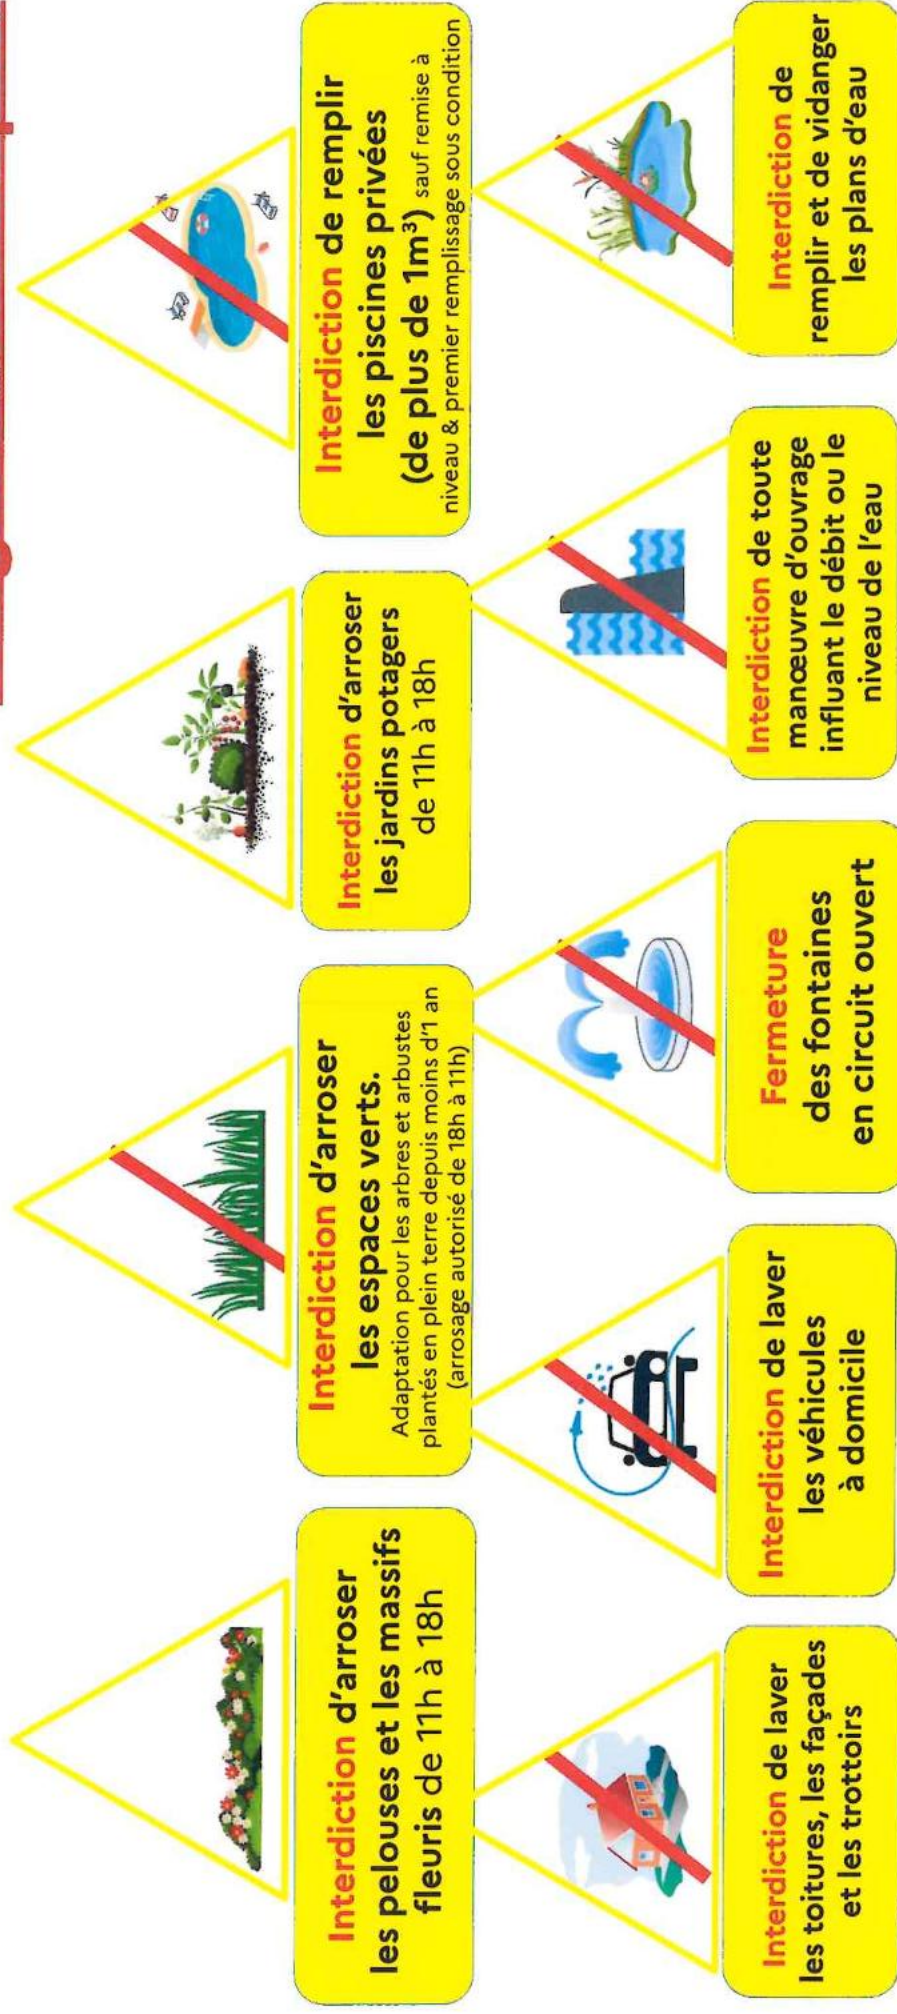 Interdiction d'arroser
les pelouses et les massifs
fleuris de 11h à 18h
Interdiction d'arroser
les espaces verts.
Adaptation pour les arbres et arbustes
plantés en plein terre depuis moins d'1 an
(arrosage autorisé de 18h à 11h)
Interdiction d'arroser
les jardins potagers
de 11h à 18h
Interdiction de remplir
les piscines privées
(de plus de 1m³) sauf remise à
niveau & premier remplissage sous condition
Interdiction de laver
les toitures, les façades
et les trottoirs
Interdiction de laver
les véhicules
à domicile
Fermeture
des fontaines
en circuit ouvert
Interdiction de toute
manœuvre d'ouvrage
influant le débit ou le
niveau de l'eau
Interdiction de
remplir et de vidanger
les plans d'eau